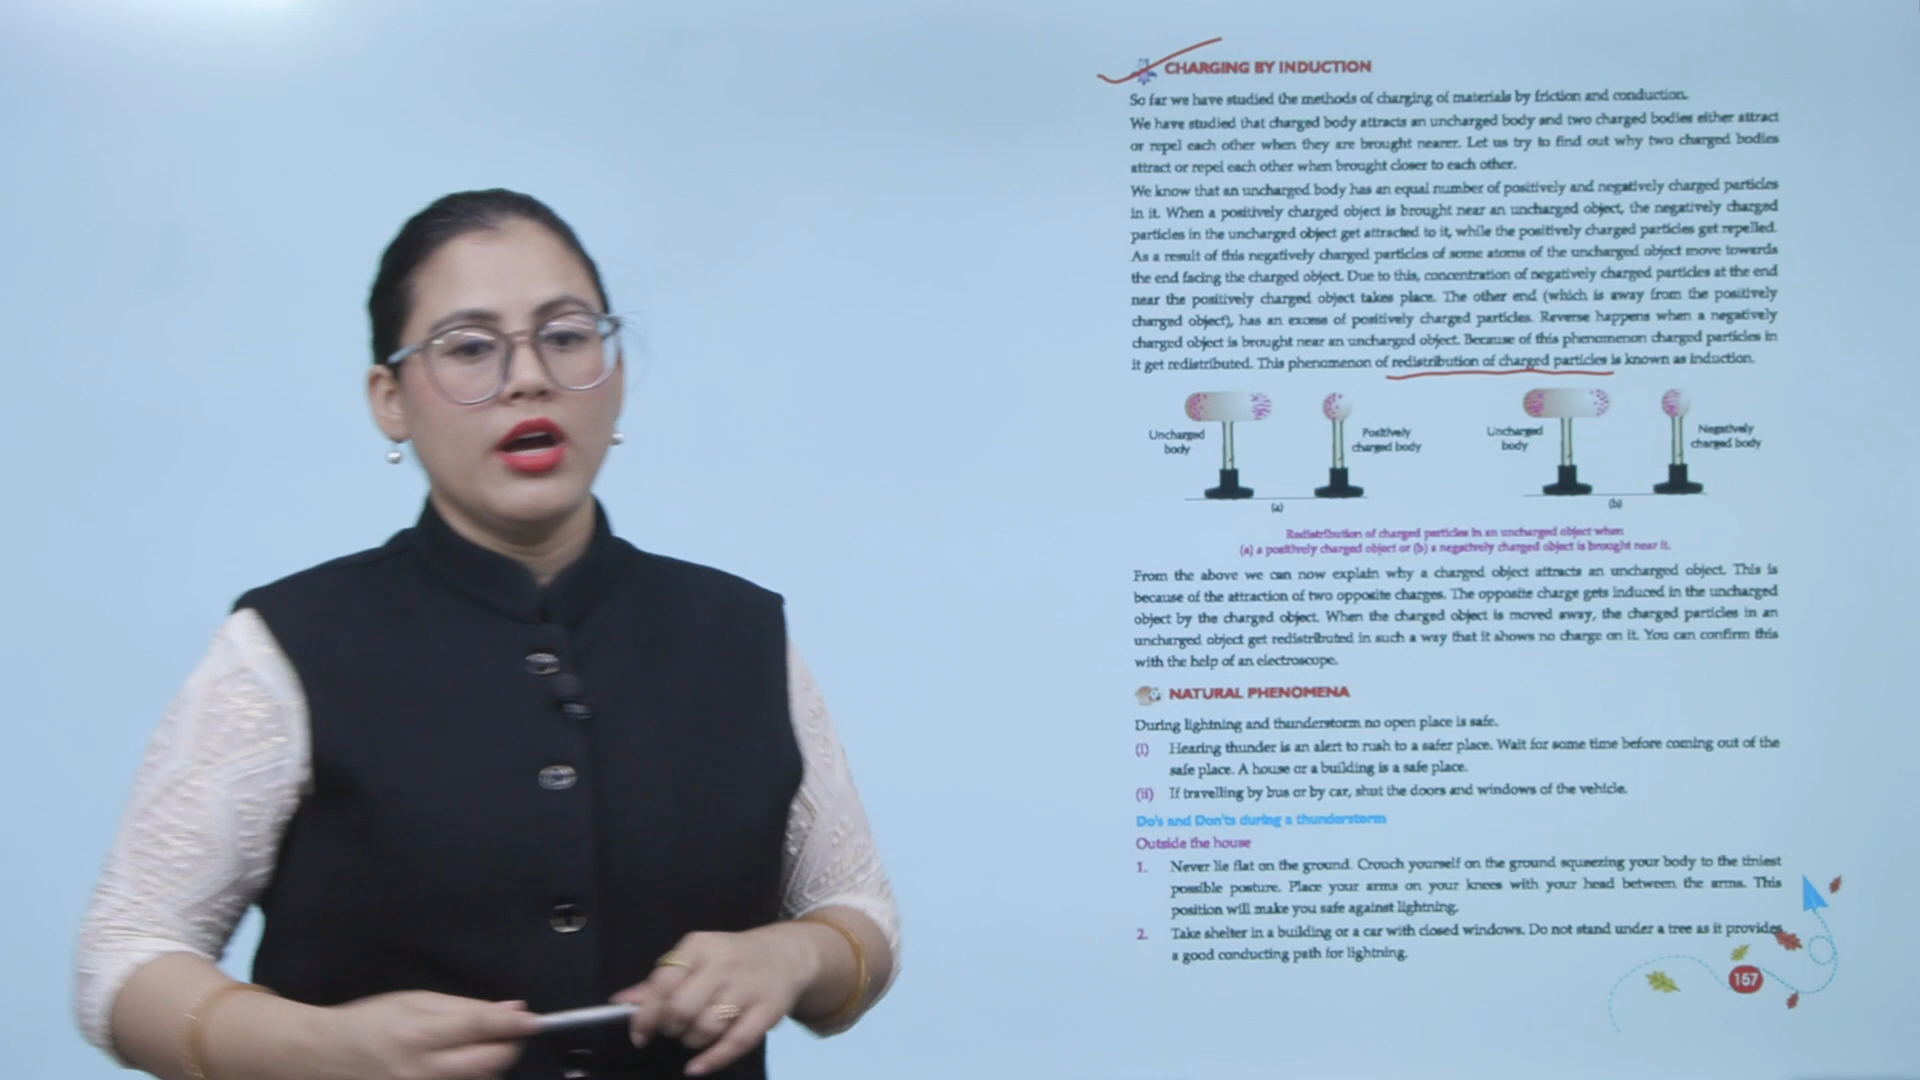 CHARGING BY INDUCTION
So far we have studied the methods of charging of materials by friction and conduction.
We have studied that charged body attracts an uncharged body and two charged bodies either attract
or repel each other when they are brought nearer. Let us try to find out why two charged bodies
attract or repel each other when brought closer to each other.
We know that an uncharged body has an equal number of positively and negatively charged particles
in it. When a positively charged object is brought near an uncharged object, the negatively charged
particles in the uncharged object get attracted to it, while the positively charged particles get repelled.
As a result of this negatively charged particles of some atoms of the uncharged object move towards
the end facing the charged object. Due to this, concentration of negatively charged particles at the end
near the positively charged object takes place. The other end (which is away from the positively
charged object), has an excess of positively charged particles. Reverse happens when a negatively
charged object is brought near an uncharged object. Because of this phenomenon charged particles in
it get redistributed. This phenomenon of redistribution of charged particles is known as induction.
Uncharged
body
Positively
charged body
(a)
Uncharged
body
Negatively
charged body
(b)
Redistribution of charged particles in an uncharged object when
(a) a positively charged object or (b) a negatively charged object is brought near it.
From the above we can now explain why a charged object attracts an uncharged object. This is
because of the attraction of two opposite charges. The opposite charge gets induced in the uncharged
object by the charged object. When the charged object is moved away, the charged particles in an
uncharged object get redistributed in such a way that it shows no charge on it. You can confirm this
with the help of an electroscope.
NATURAL PHENOMENA
During lightning and thunderstorm no open place is safe.
(i) Hearing thunder is an alert to rush to a safer place. Wait for some time before coming out of the
safe place. A house or a building is a safe place.
(ii) If travelling by bus or by car, shut the doors and windows of the vehicle.
Do's and Don'ts during a thunderstorm
Outside the house
1. Never lie flat on the ground. Crouch yourself on the ground squeezing your body to the tiniest
possible posture. Place your arms on your knees with your head between the arms. This
position will make you safe against lightning.
2. Take shelter in a building or a car with closed windows. Do not stand under a tree as it provides
a good conducting path for lightning.
157